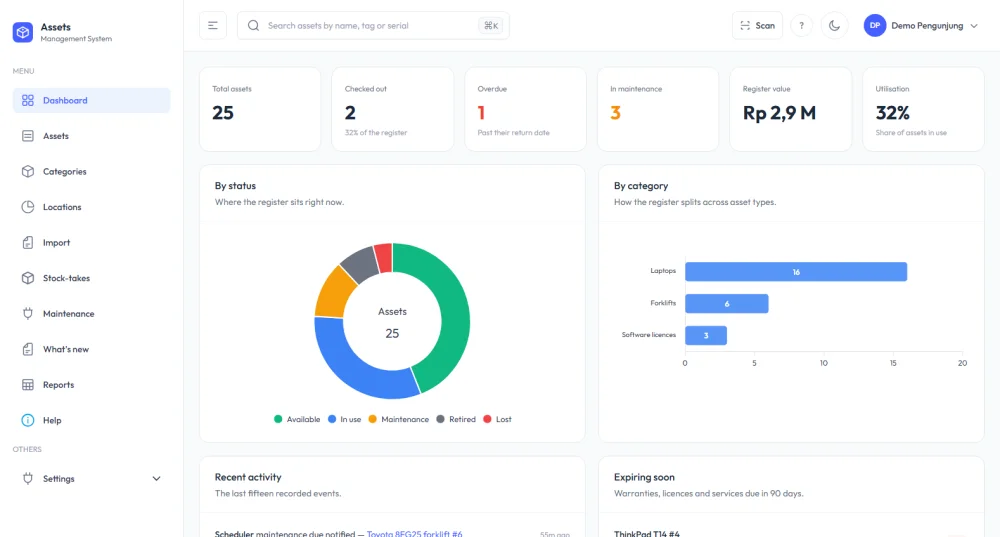 Assets
Management System
MENU
Dashboard
Assets
Categories
Locations
Import
Stock-takes
Maintenance
What's new
Reports
Help
OTHERS
Settings
Search assets by name, tag or serial
⌘K
Scan
?
DP
Demo Pengunjung
Total assets
25
Checked out
2
32% of the register
Overdue
1
Past their return date
In maintenance
3
Register value
Rp 2,9 M
Utilisation
32%
Share of assets in use
By status
Where the register sits right now.
Assets
25
Available
In use
Maintenance
Retired
Lost
By category
How the register splits across asset types.
Laptops
16
Forklifts
6
Software licences
3
0 5 10 15 20
Recent activity
The last fifteen recorded events.
Scheduler maintenance due notified — Toyota 8FG25 forklift #6
55m ago
Expiring soon
Warranties, licences and services due in 90 days.
ThinkPad T14 #4